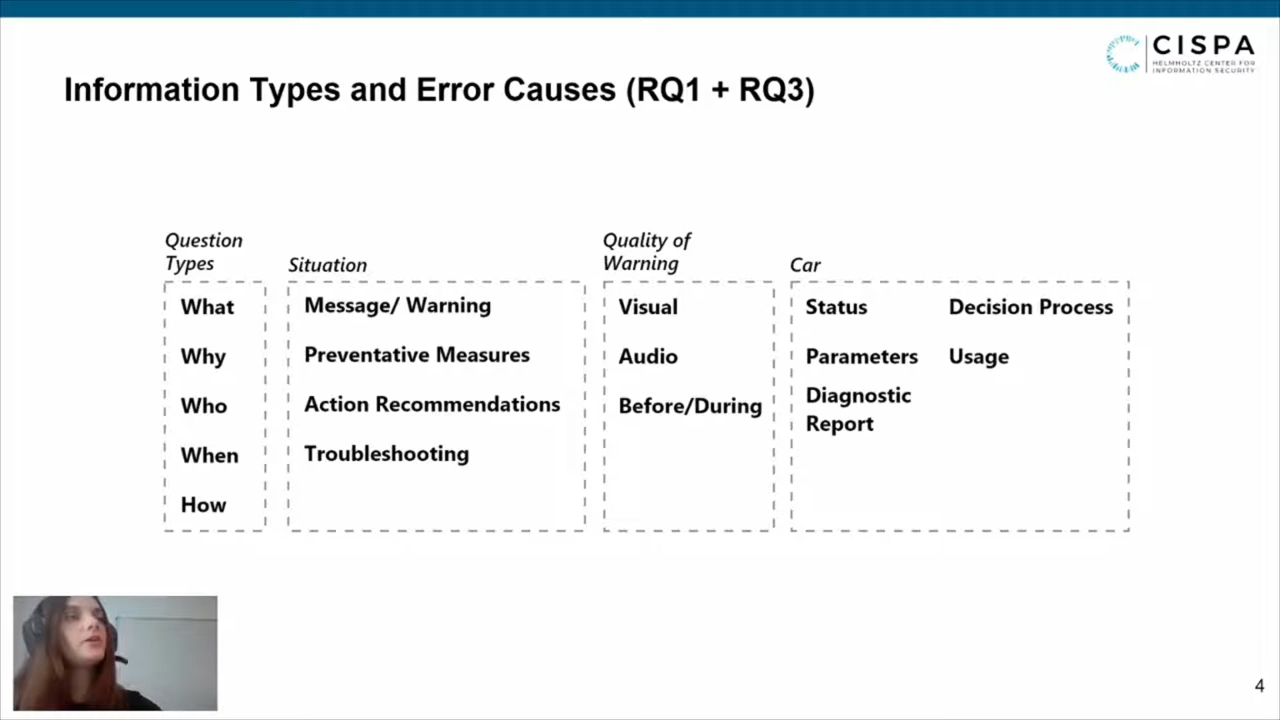 CISPA
HELMHOLTZ CENTER FOR
INFORMATION SECURITY
Information Types and Error Causes (RQ1 + RQ3)
Question
Types
What
Why
Who
When
How
Situation
Message/ Warning
Preventative Measures
Action Recommendations
Troubleshooting
Quality of
Warning
Visual
Audio
Before/During
Car
Status
Parameters
Diagnostic
Report
Decision Process
Usage
4